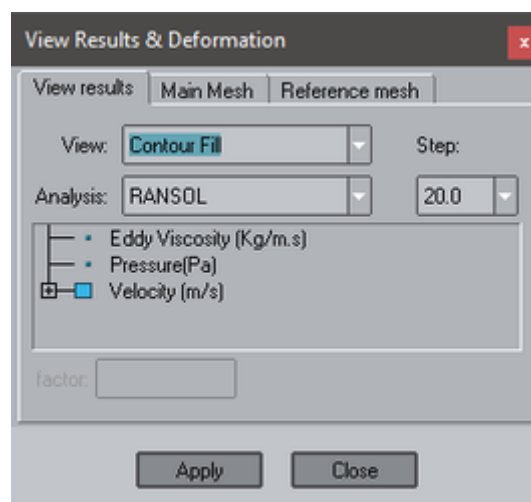 View Results & Deformation x
View results Main Mesh Reference mesh
View: Contour Fill Step:
Analysis: RANSOL 20.0
Eddy Viscosity (Kg/m.s)
Pressure(Pa)
Velocity (m/s)
factor:
Apply Close